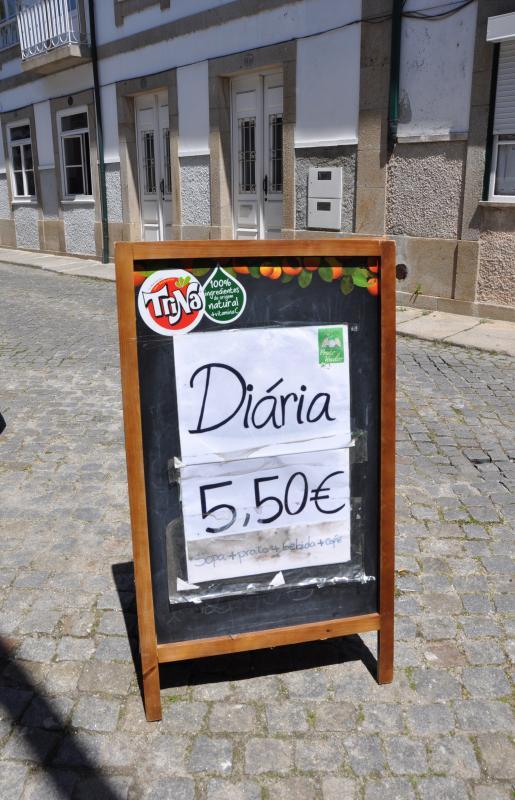 TriNa
100%
ingredientes
de origem
natural
+vitamina C
Diária
5,50€
Sopa + prato + bebida + Café